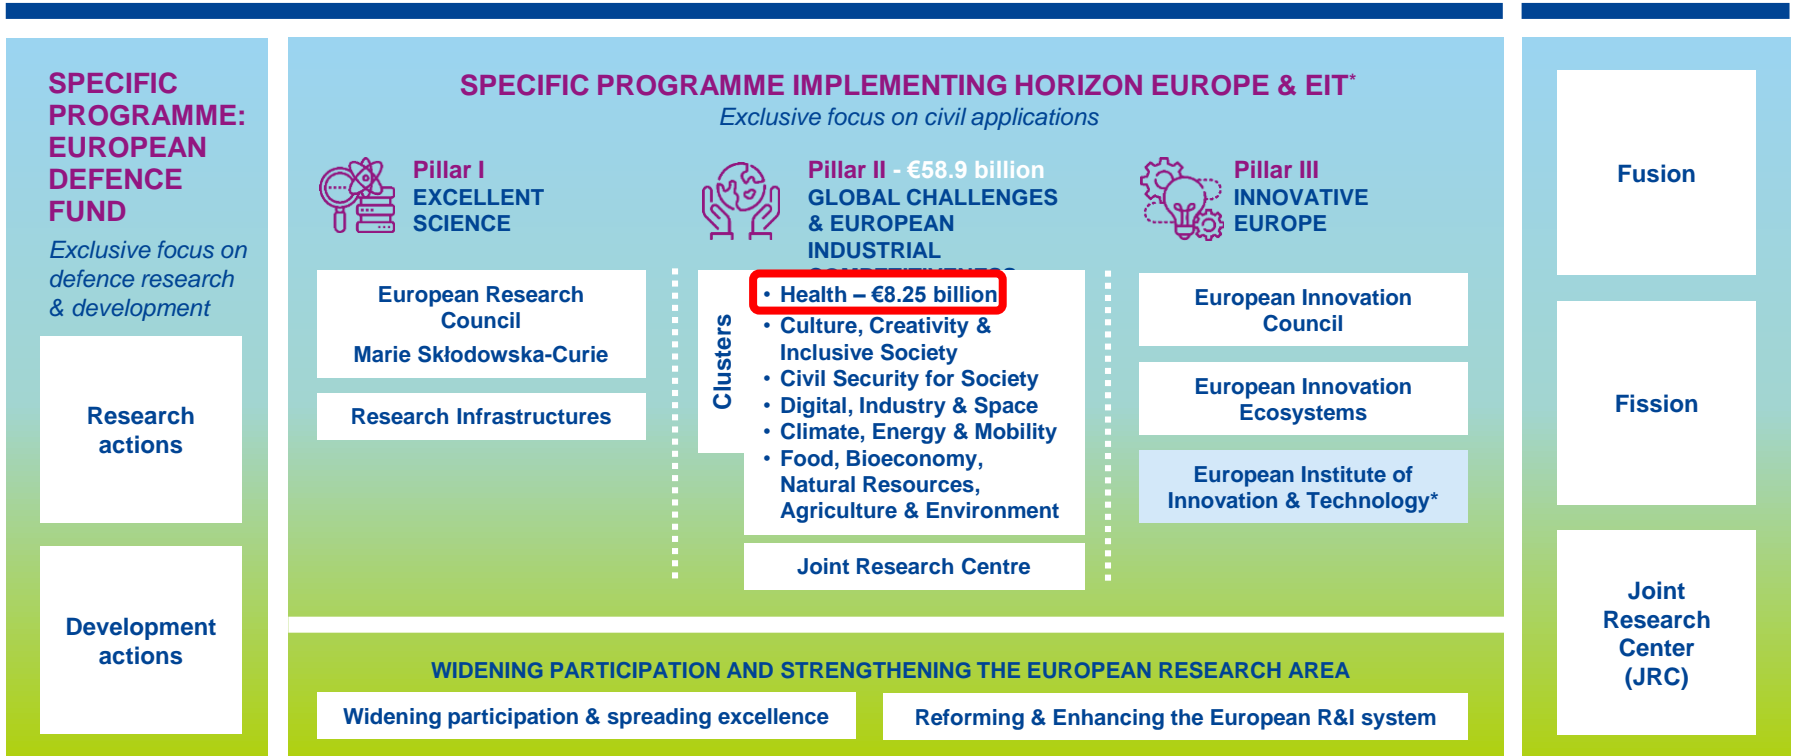 SPECIFIC
PROGRAMME:
EUROPEAN
DEFENCE
FUND
Exclusive focus on
defence research
& development
Research
actions
Development
actions
SPECIFIC PROGRAMME IMPLEMENTING HORIZON EUROPE & EIT*
Exclusive focus on civil applications
Pillar I
EXCELLENT
SCIENCE
European Research
Council
Marie Skłodowska-Curie
Research Infrastructures
Pillar II - €58.9 billion
GLOBAL CHALLENGES
& EUROPEAN
INDUSTRIAL
COMPETITIVENESS
Clusters
• Health – €8.25 billion
• Culture, Creativity &
Inclusive Society
• Civil Security for Society
• Digital, Industry & Space
• Climate, Energy & Mobility
• Food, Bioeconomy,
Natural Resources,
Agriculture & Environment
Joint Research Centre
Pillar III
INNOVATIVE
EUROPE
European Innovation
Council
European Innovation
Ecosystems
European Institute of
Innovation & Technology*
WIDENING PARTICIPATION AND STRENGTHENING THE EUROPEAN RESEARCH AREA
Widening participation & spreading excellence
Reforming & Enhancing the European R&I system
Fusion
Fission
Joint
Research
Center
(JRC)